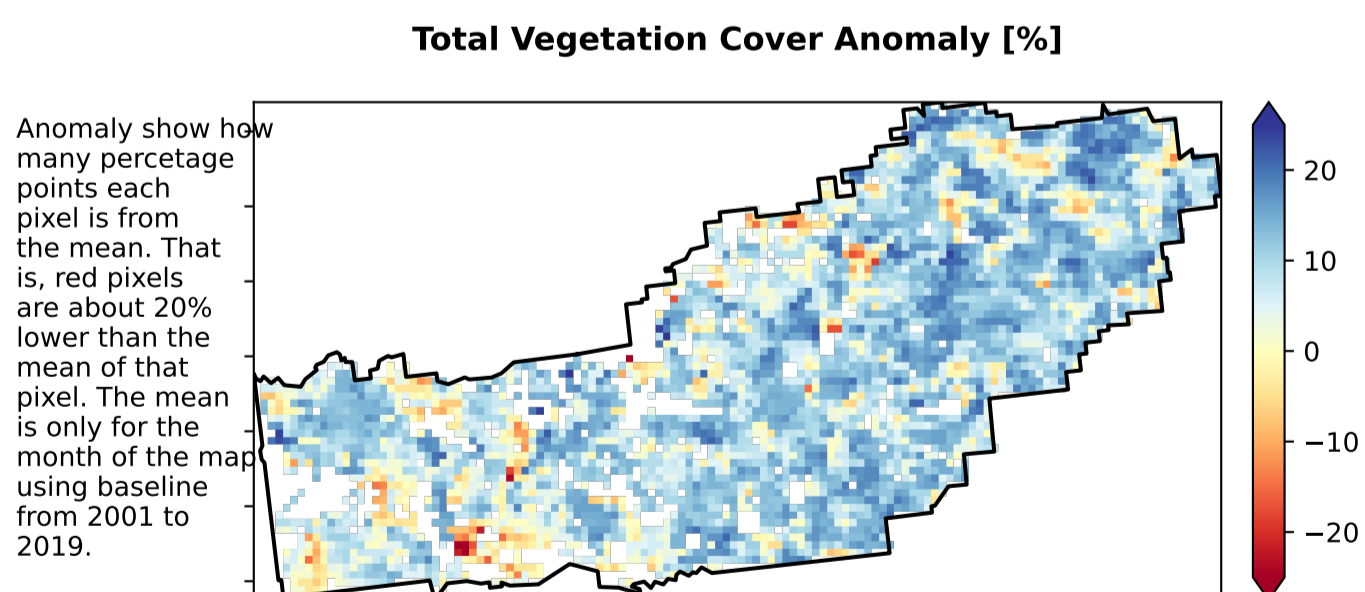 Total Vegetation Cover Anomaly [%]
Anomaly show how
many percetage
points each
pixel is from
the mean. That
is, red pixels
are about 20%
lower than the
mean of that
pixel. The mean
is only for the
month of the map
using baseline
from 2001 to
2019.
20
10
0
−10
−20